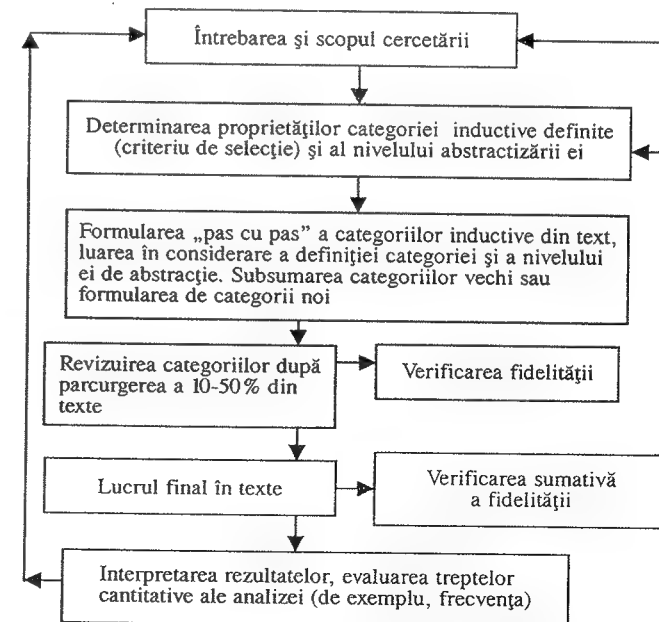 Întrebarea şi scopul cercetării
Determinarea proprietăţilor categoriei inductive definite
(criteriu de selecţie) şi al nivelului abstractizării ei
Formularea „pas cu pas” a categoriilor inductive din text,
luarea în considerare a definiţiei categoriei şi a nivelului
ei de abstracţie. Subsumarea categoriilor vechi sau
formularea de categorii noi
Revizuirea categoriilor după
parcurgerea a 10-50% din
texte
Verificarea fidelităţii
Lucrul final în texte
Verificarea sumativă
a fidelităţii
Interpretarea rezultatelor, evaluarea treptelor
cantitative ale analizei (de exemplu, frecvenţa)